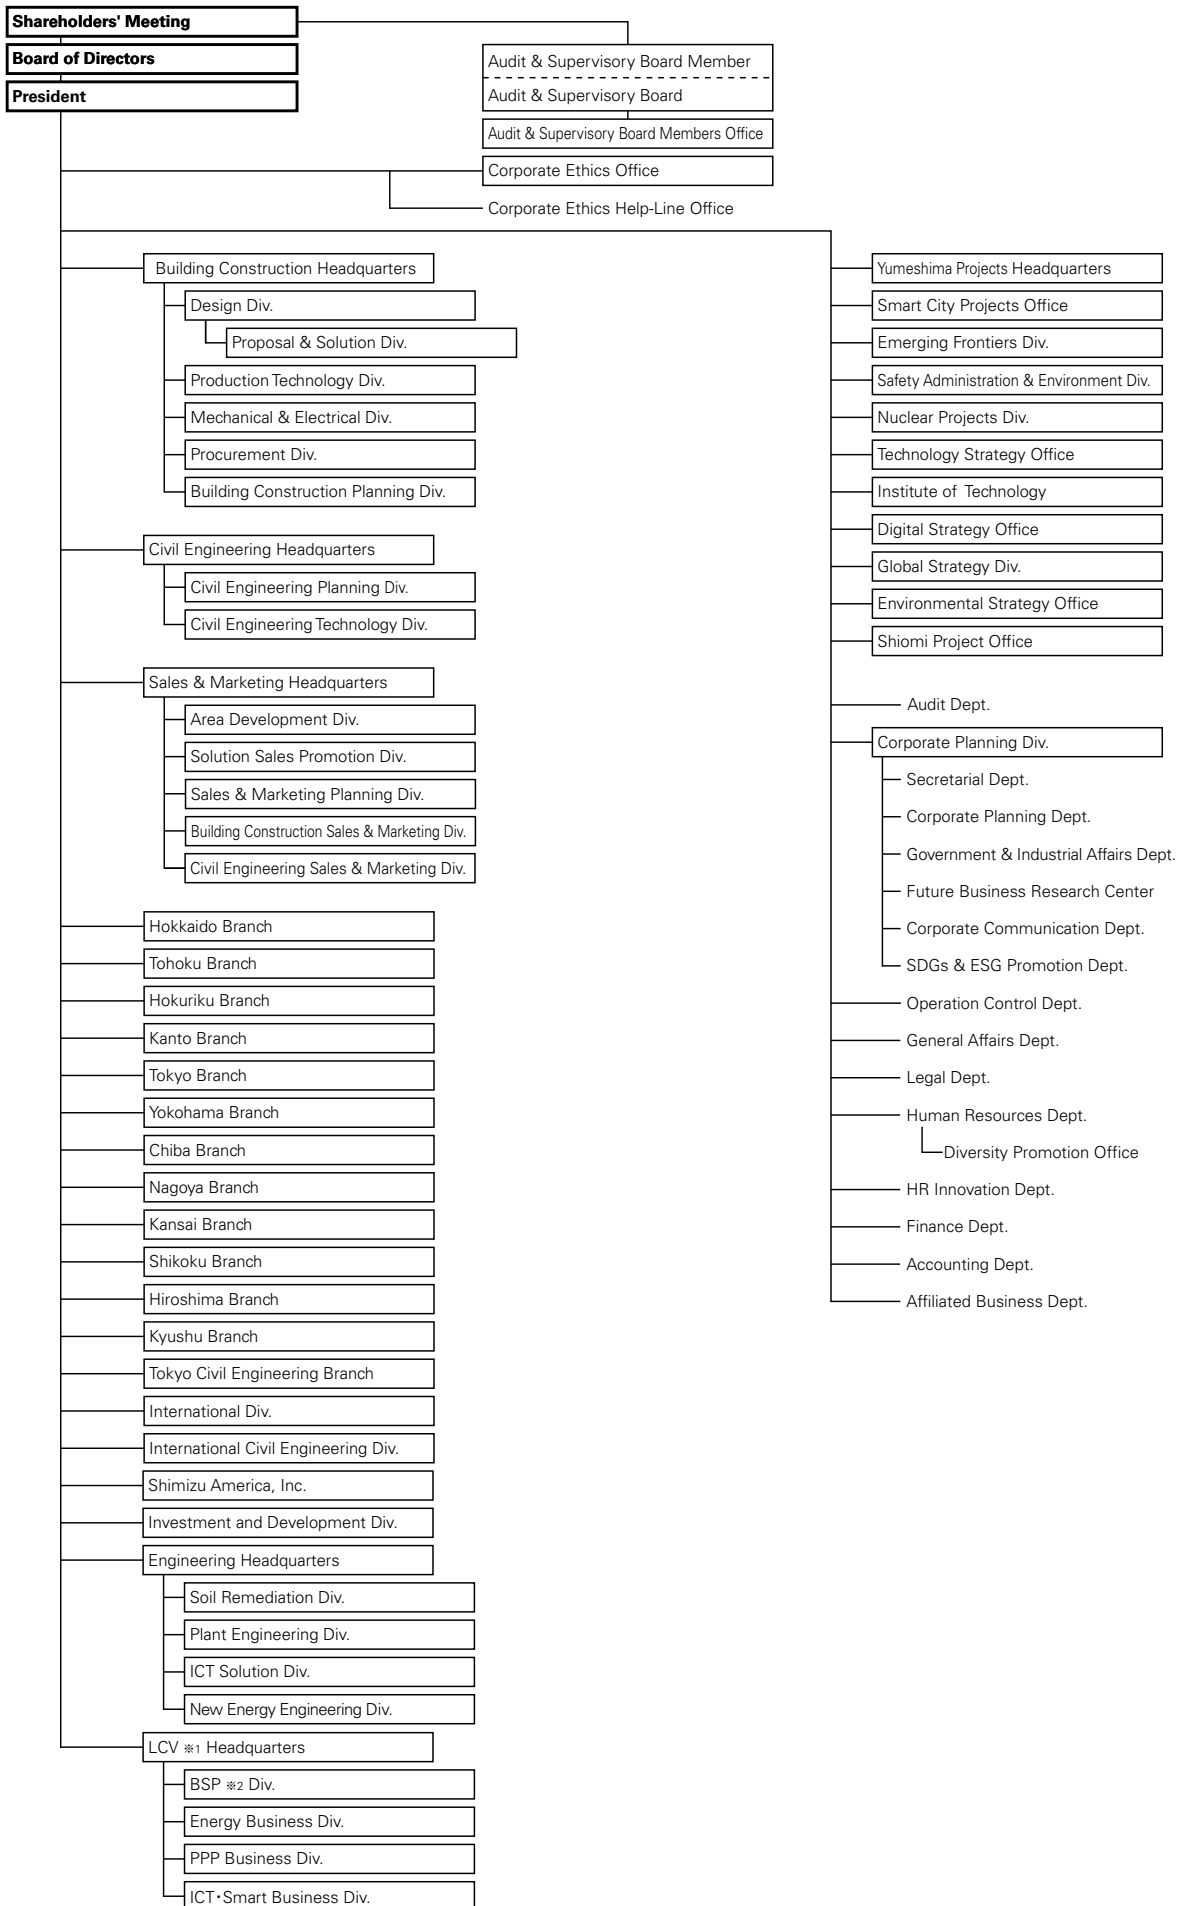 Shareholders' Meeting
Board of Directors
President
Audit & Supervisory Board Member
Audit & Supervisory Board
Audit & Supervisory Board Members Office
Corporate Ethics Office
Corporate Ethics Help-Line Office
Building Construction Headquarters
Design Div.
Proposal & Solution Div.
Production Technology Div.
Mechanical & Electrical Div.
Procurement Div.
Building Construction Planning Div.
Civil Engineering Headquarters
Civil Engineering Planning Div.
Civil Engineering Technology Div.
Sales & Marketing Headquarters
Area Development Div.
Solution Sales Promotion Div.
Sales & Marketing Planning Div.
Building Construction Sales & Marketing Div.
Civil Engineering Sales & Marketing Div.
Hokkaido Branch
Tohoku Branch
Hokuriku Branch
Kanto Branch
Tokyo Branch
Yokohama Branch
Chiba Branch
Nagoya Branch
Kansai Branch
Shikoku Branch
Hiroshima Branch
Kyushu Branch
Tokyo Civil Engineering Branch
International Div.
International Civil Engineering Div.
Shimizu America, Inc.
Investment and Development Div.
Engineering Headquarters
Soil Remediation Div.
Plant Engineering Div.
ICT Solution Div.
New Energy Engineering Div.
LCV ※1 Headquarters
BSP ※2 Div.
Energy Business Div.
PPP Business Div.
ICT・Smart Business Div.
Yumeshima Projects Headquarters
Smart City Projects Office
Emerging Frontiers Div.
Safety Administration & Environment Div.
Nuclear Projects Div.
Technology Strategy Office
Institute of Technology
Digital Strategy Office
Global Strategy Div.
Environmental Strategy Office
Shiomi Project Office
Audit Dept.
Corporate Planning Div.
Secretarial Dept.
Corporate Planning Dept.
Government & Industrial Affairs Dept.
Future Business Research Center
Corporate Communication Dept.
SDGs & ESG Promotion Dept.
Operation Control Dept.
General Affairs Dept.
Legal Dept.
Human Resources Dept.
Diversity Promotion Office
HR Innovation Dept.
Finance Dept.
Accounting Dept.
Affiliated Business Dept.